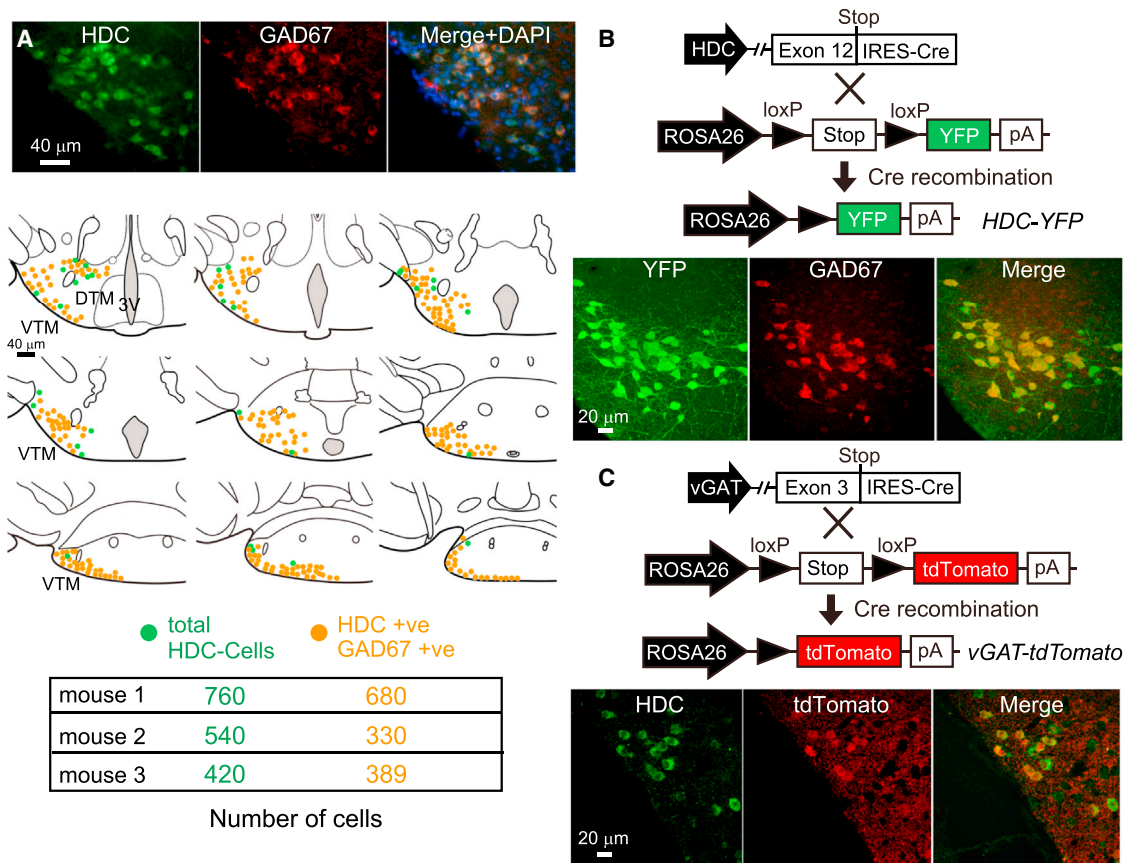 A
HDC
GAD67
Merge+DAPI
40 μm
DTM
3V
VTM
40 μm
VTM
VTM
total
HDC-Cells
HDC +ve
GAD67 +ve
mouse 1 760 680
mouse 2 540 330
mouse 3 420 389
Number of cells
B
Stop
HDC
Exon 12
IRES-Cre
loxP
loxP
ROSA26
Stop
YFP
pA
Cre recombination
ROSA26
YFP
pA
HDC-YFP
YFP
GAD67
Merge
20 μm
C
Stop
vGAT
Exon 3
IRES-Cre
loxP
loxP
ROSA26
Stop
tdTomato
pA
Cre recombination
ROSA26
tdTomato
pA
vGAT-tdTomato
HDC
tdTomato
Merge
20 μm